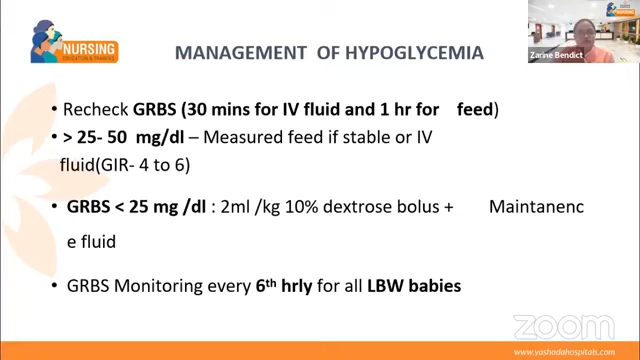 NURSING
EDUCATION & TRAINING
MANAGEMENT OF HYPOGLYCEMIA
Zarine Bendict
• Recheck GRBS (30 mins for IV fluid and 1 hr for feed)
• > 25- 50 mg/dl – Measured feed if stable or IV
fluid(GIR- 4 to 6)
• GRBS < 25 mg /dl : 2ml /kg 10% dextrose bolus + Maintanenc
e fluid
• GRBS Monitoring every 6th hrly for all LBW babies
zoom
www.yashodahospitals.com